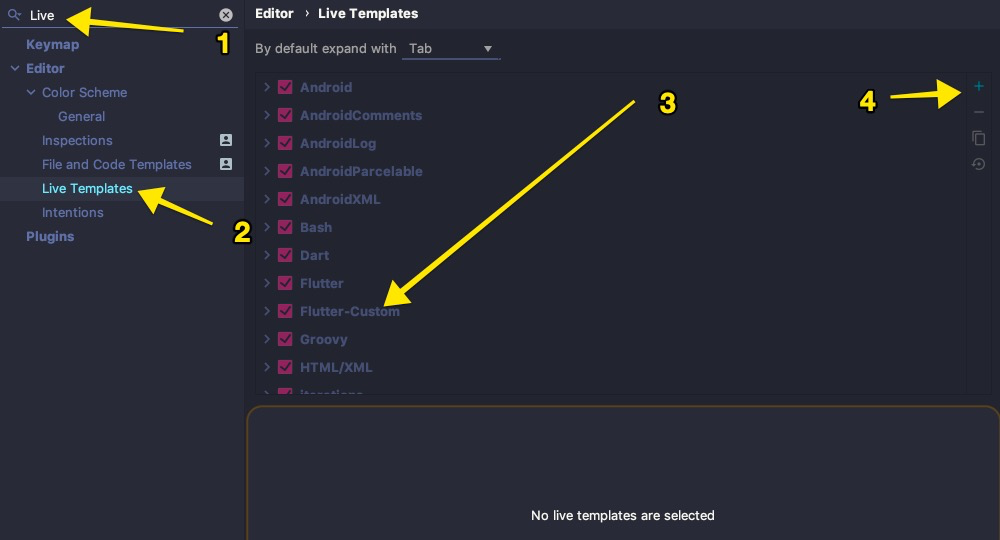 Live
1
Keymap
Editor
Color Scheme
General
Inspections
File and Code Templates
Live Templates
2
Intentions
Plugins
Editor › Live Templates
By default expand with Tab
3
4
Android
AndroidComments
AndroidLog
AndroidParcelable
AndroidXML
Bash
Dart
Flutter
Flutter-Custom
Groovy
HTML/XML
iterations
No live templates are selected